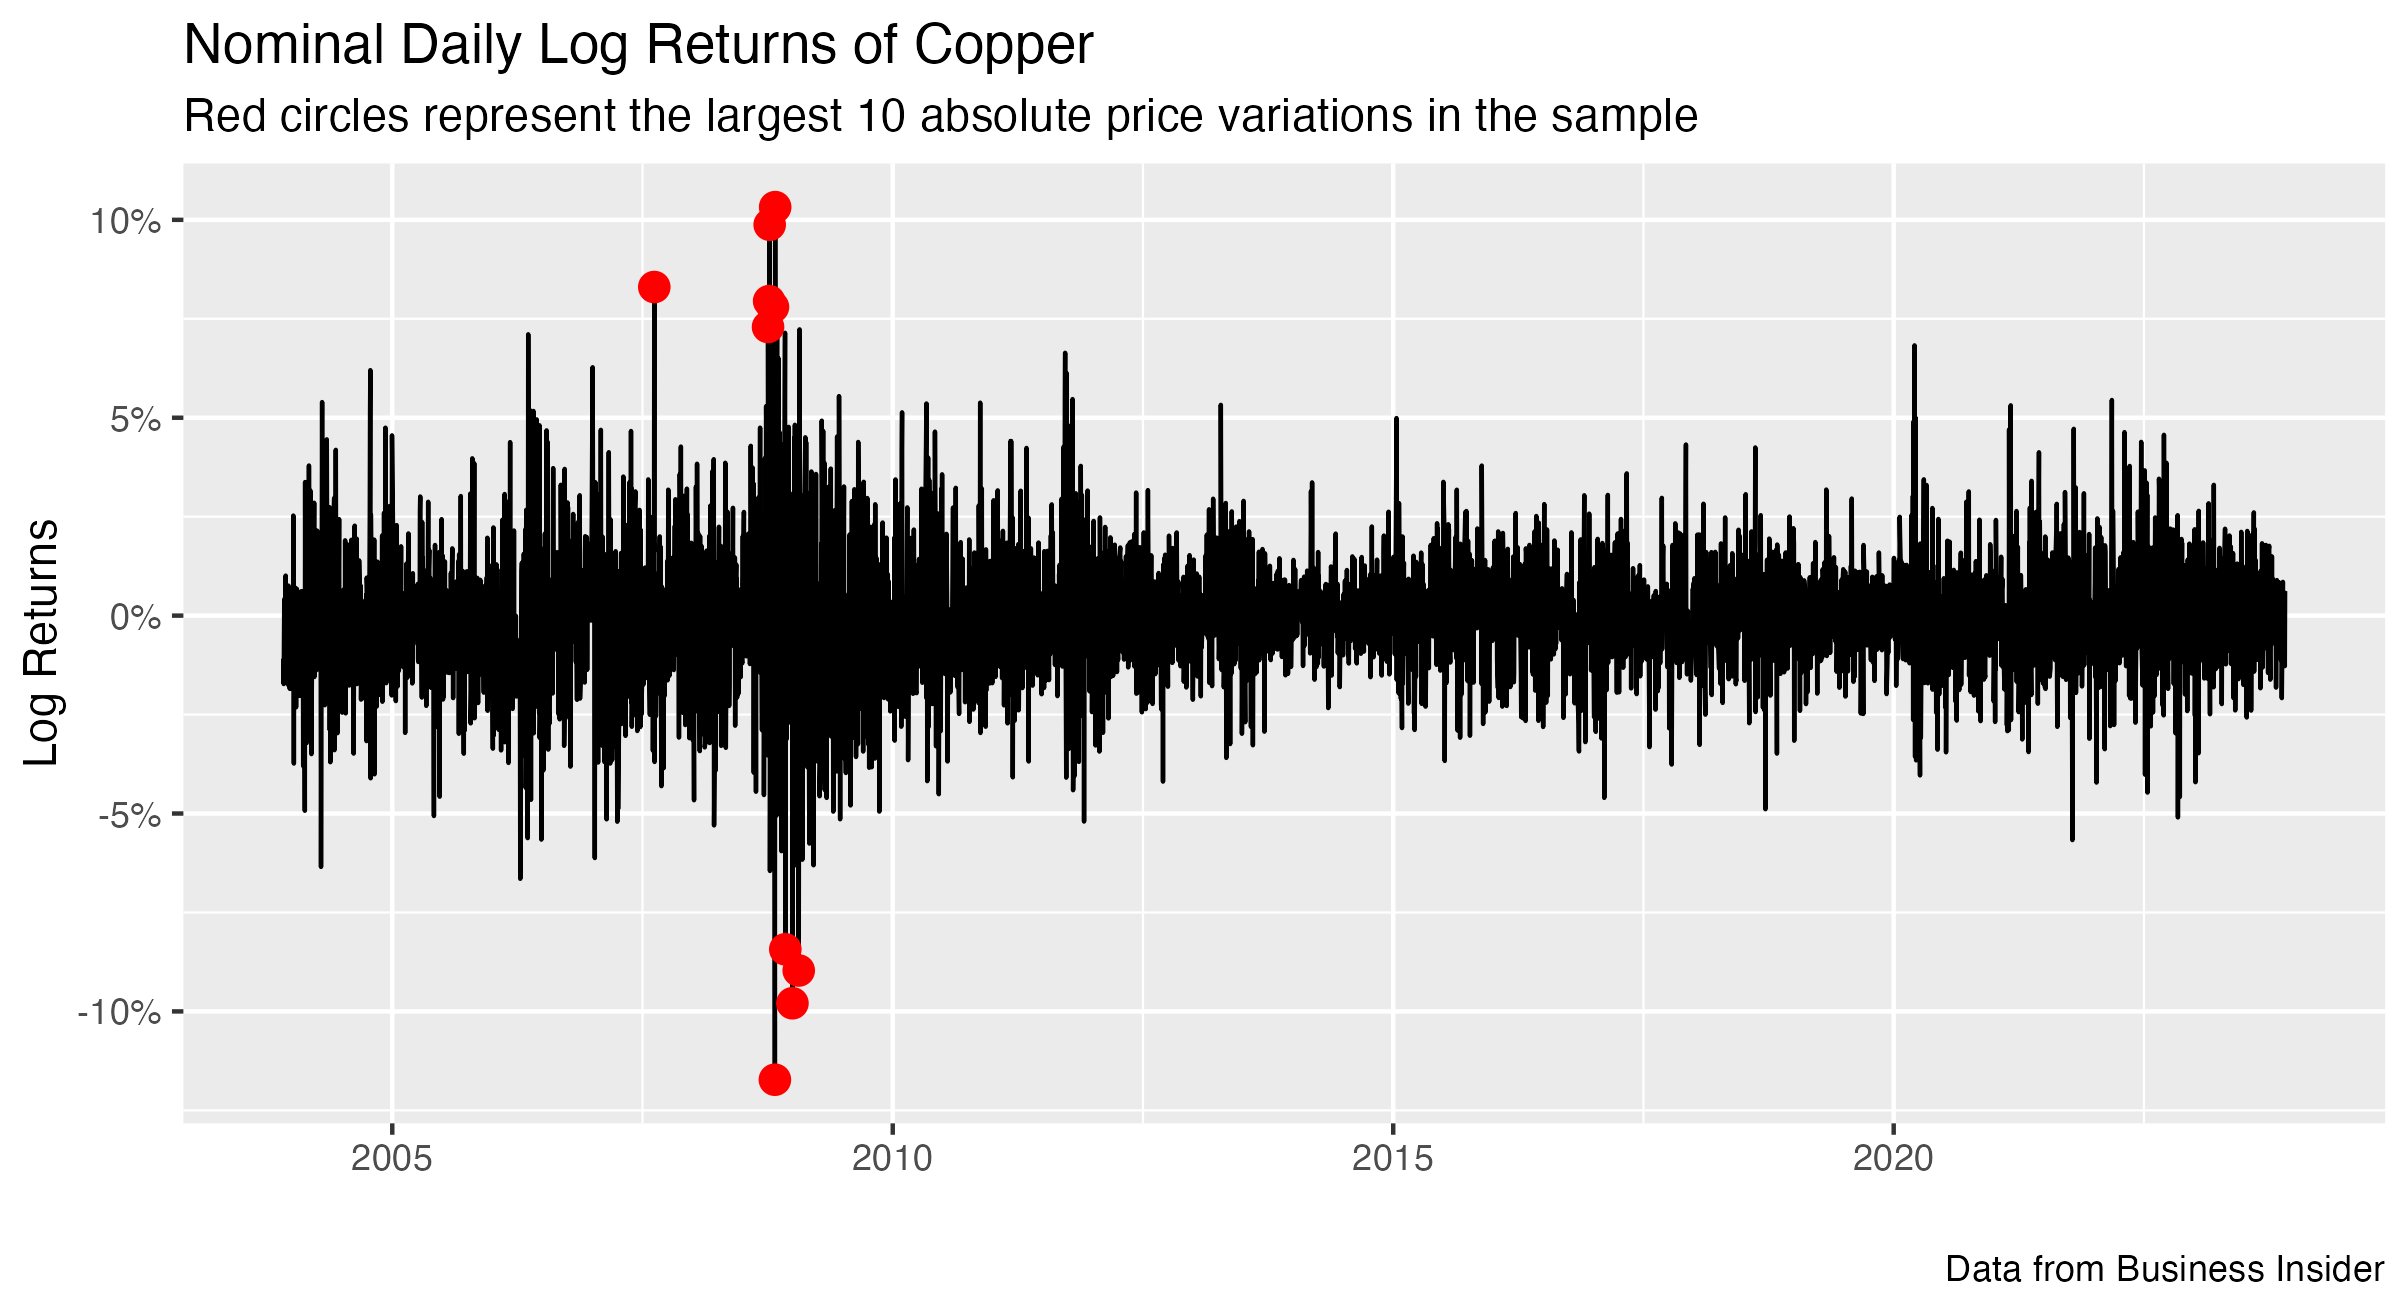 Nominal Daily Log Returns of Copper
Red circles represent the largest 10 absolute price variations in the sample
10%
5%
0%
-5%
-10%
Log Returns
2005 2010 2015 2020
Data from Business Insider